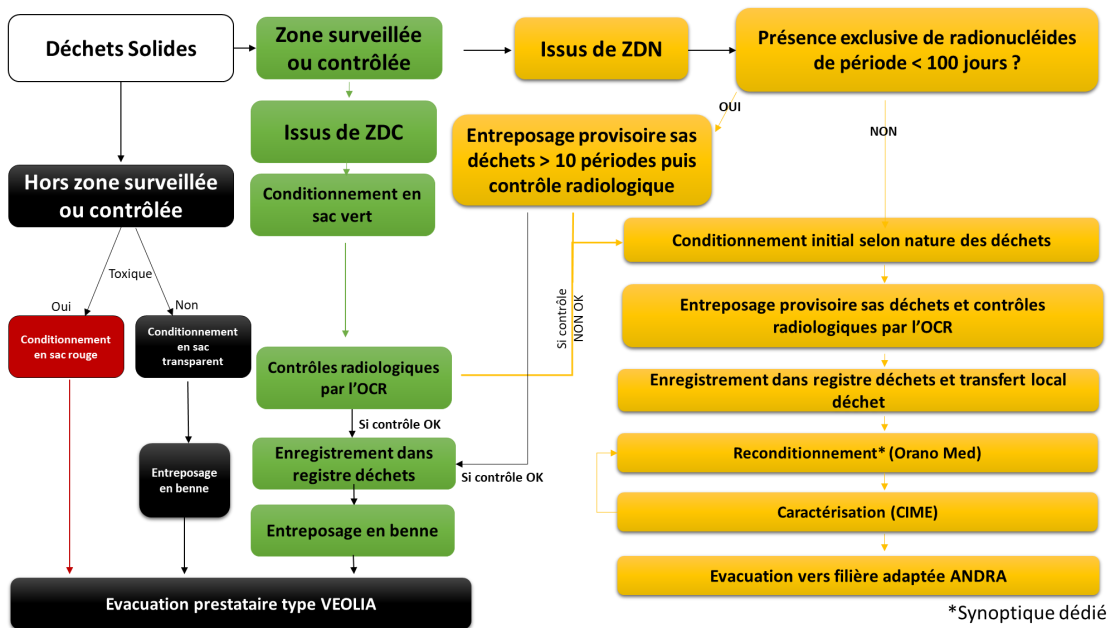 Déchets Solides
Zone surveillée
ou contrôlée
Issus de ZDN
Présence exclusive de radionucléides
de période < 100 jours ?
OUI
NON
Issus de ZDC
Entreposage provisoire sas
déchets > 10 périodes puis
contrôle radiologique
Hors zone surveillée
ou contrôlée
Conditionnement en
sac vert
Conditionnement initial selon nature des déchets
Toxique
Oui
Non
Si contrôle
NON OK
Entreposage provisoire sas déchets et contrôles
radiologiques par l’OCR
Conditionnement
en sac rouge
Conditionnement
en sac
transparent
Contrôles radiologiques
par l’OCR
Enregistrement dans registre déchets et transfert local
déchet
Si contrôle OK
Enregistrement dans
registre déchets
Si contrôle OK
Reconditionnement* (Orano Med)
Entreposage
en benne
Caractérisation (CIME)
Entreposage en benne
Evacuation vers filière adaptée ANDRA
Evacuation prestataire type VEOLIA
*Synoptique dédié